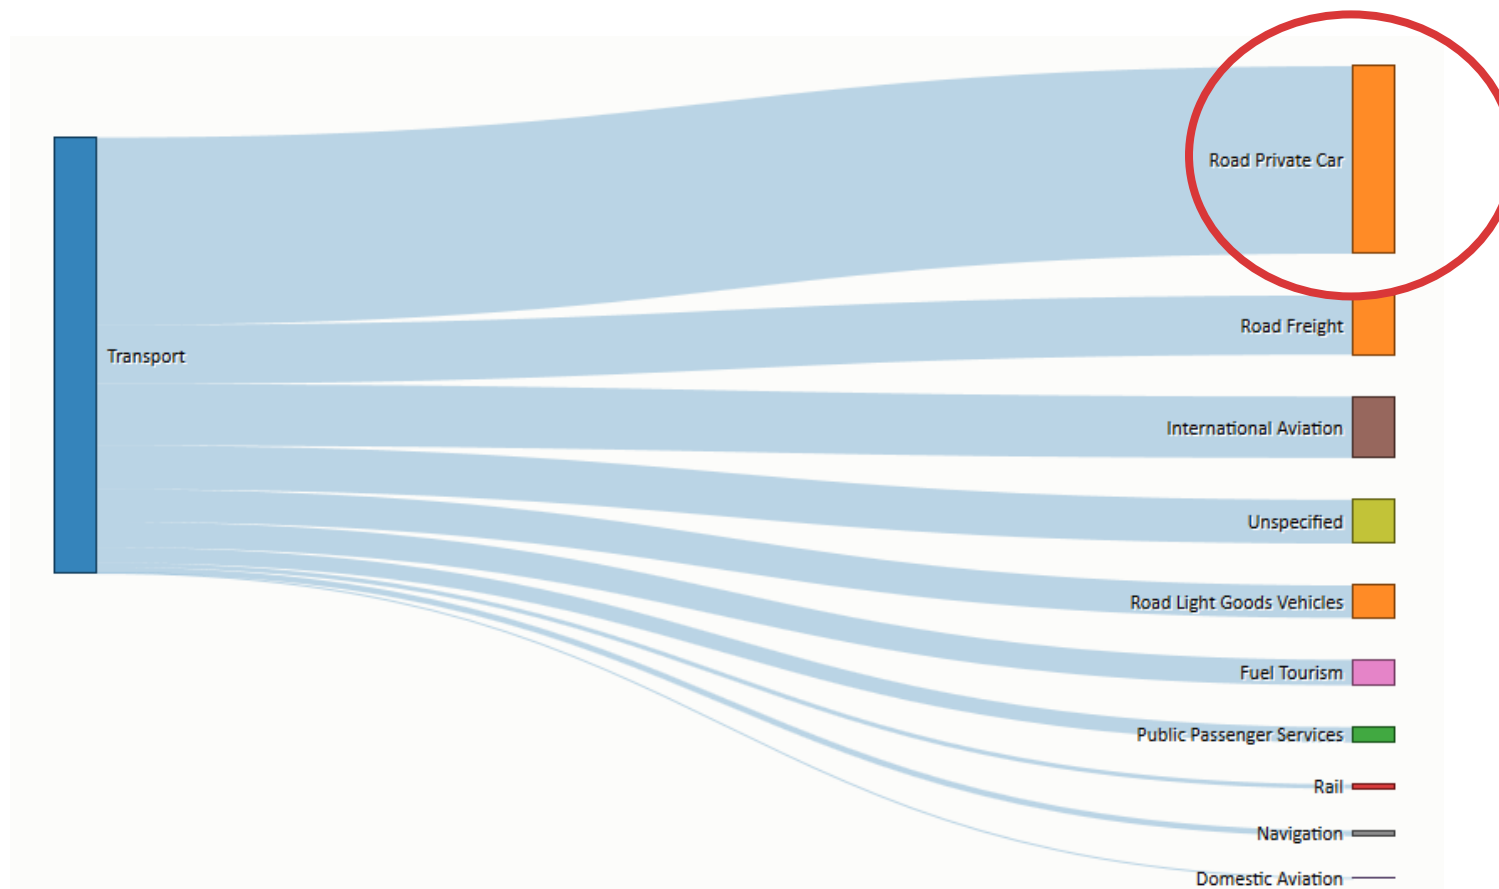 Road Private Car
Road Freight
Transport
International Aviation
Unspecified
Road Light Goods Vehicles
Fuel Tourism
Public Passenger Services
Rail
Navigation
Domestic Aviation